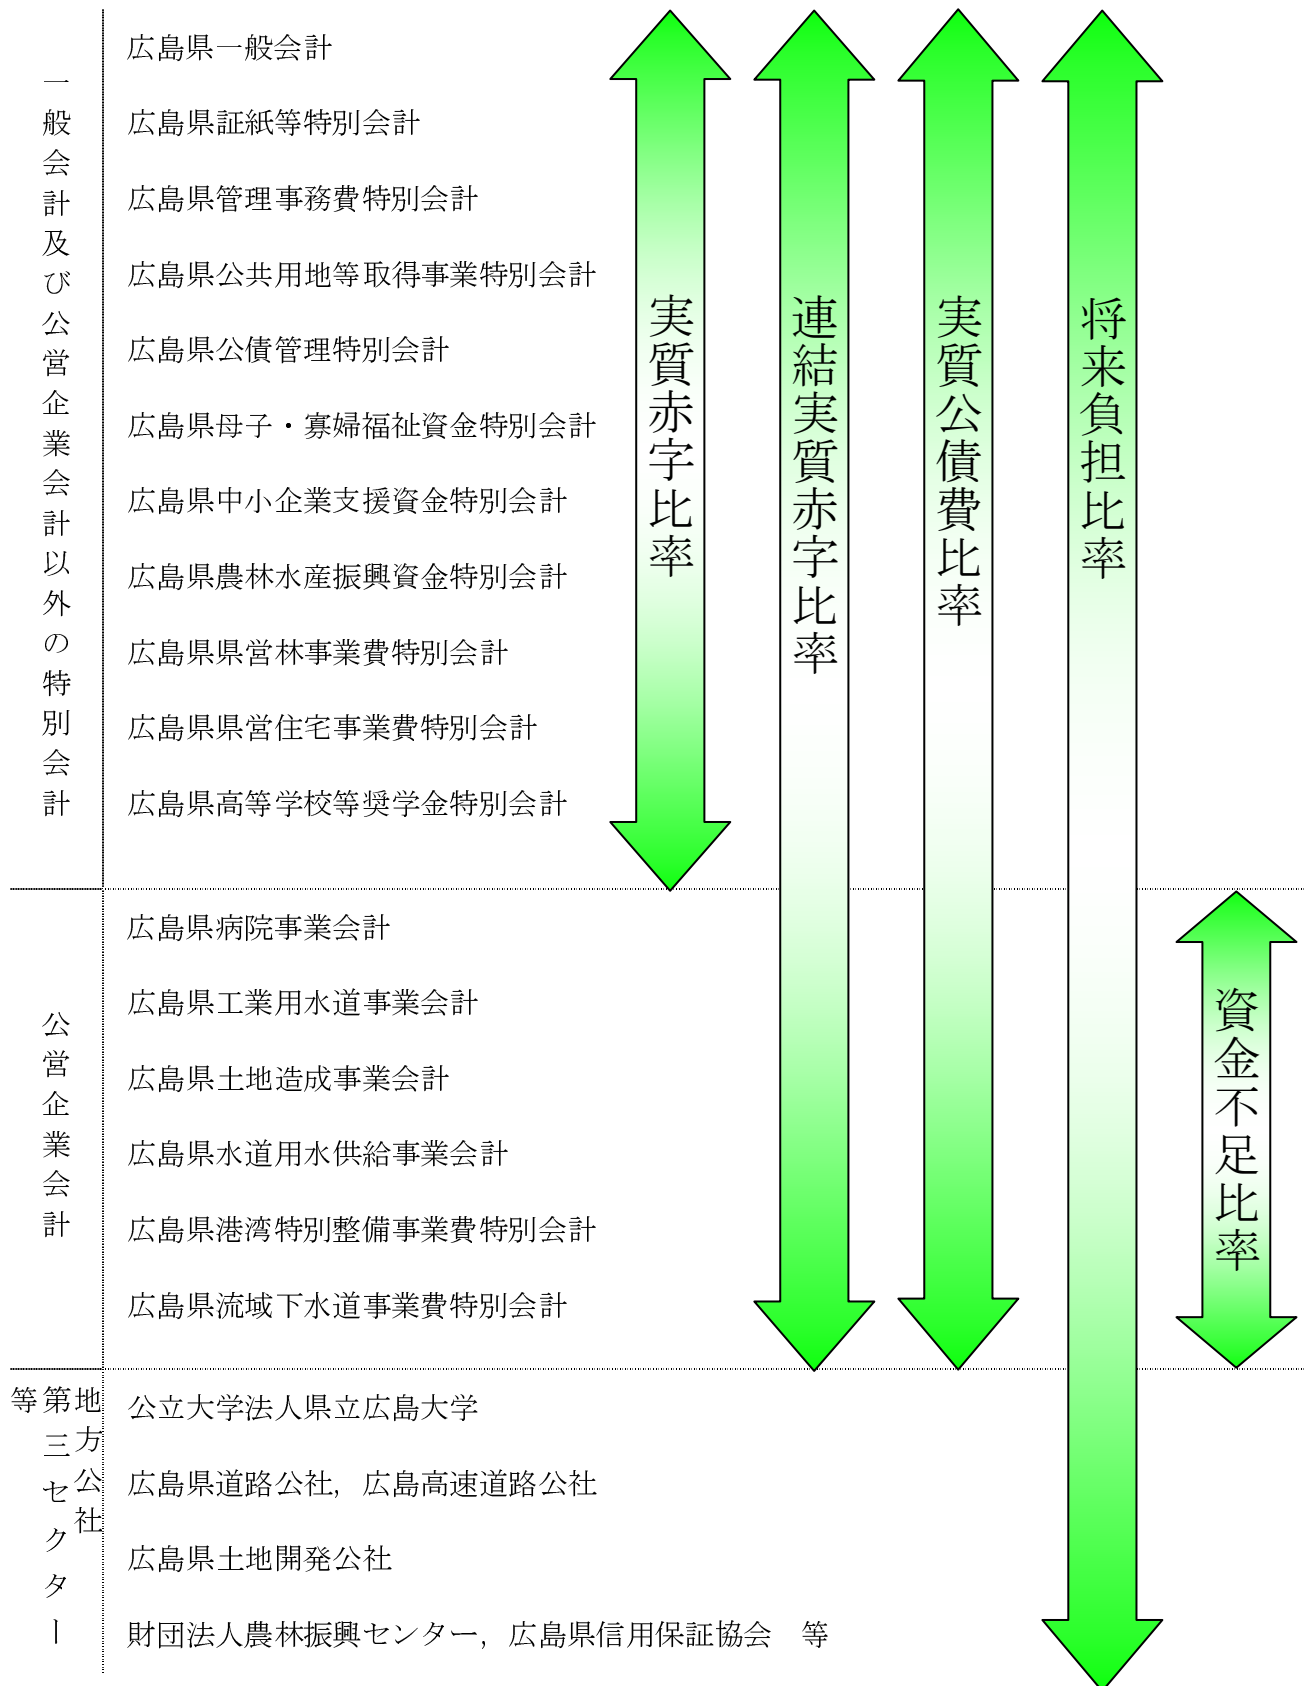 一般会計及び公営企業会計以外の特別会計
広島県一般会計
広島県証紙等特別会計
広島県管理事務費特別会計
広島県公共用地等取得事業特別会計
広島県公債管理特別会計
広島県母子・寡婦福祉資金特別会計
広島県中小企業支援資金特別会計
広島県農林水産振興資金特別会計
広島県県営林事業費特別会計
広島県県営住宅事業費特別会計
広島県高等学校等奨学金特別会計
実質赤字比率
連結実質赤字比率
実質公債費比率
将来負担比率
公営企業会計
広島県病院事業会計
広島県工業用水道事業会計
広島県土地造成事業会計
広島県水道用水供給事業会計
広島県港湾特別整備事業費特別会計
広島県流域下水道事業費特別会計
資金不足比率
地方公社
第三セクター
等
公立大学法人県立広島大学
広島県道路公社，広島高速道路公社
広島県土地開発公社
財団法人農林振興センター，広島県信用保証協会　等